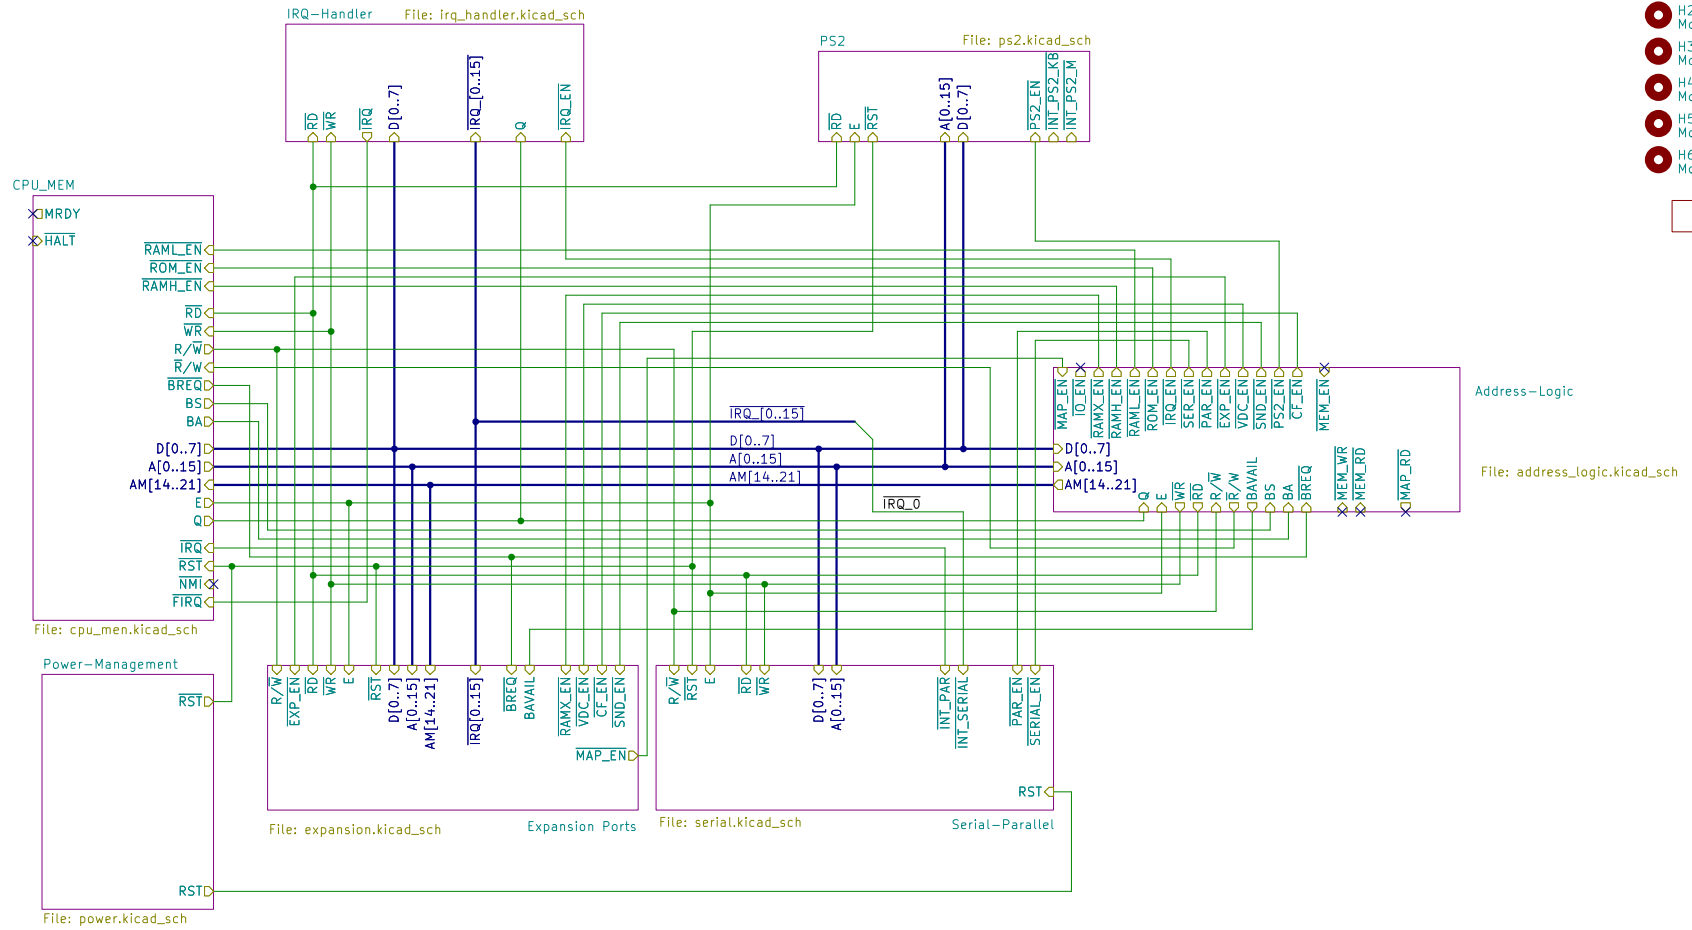 IRQ-Handler
File: irq_handler.kicad_sch
RD
WR
IRQ
D[0..7]
IRQ_[0..15]
Q
IRQ_EN
PS2
File: ps2.kicad_sch
RD
E
RST
A[0..15]
D[0..7]
PS2_EN
INT_PS2_KB
INT_PS2_M
H3
H4
CPU_MEM
MRDY
HALT
RAML_EN
ROM_EN
RAMH_EN
RD
WR
R/W
R/W
BREQ
BS
BA
D[0..7]
A[0..15]
AM[14..21]
E
Q
IRQ
RST
NMI
FIRQ
File: cpu_men.kicad_sch
IRQ_[0..15]
D[0..7]
A[0..15]
AM[14..21]
IRQ_0
MAP_EN
IO_EN
RAMX_EN
RAMH_EN
RAML_EN
ROM_EN
IRQ_EN
SER_EN
PAR_EN
EXP_EN
VDC_EN
SND_EN
PS2_EN
CF_EN
MEM_EN
D[0..7]
A[0..15]
AM[14..21]
Q
E
WR
RD
R/W
R/W
BAVAIL
BS
BA
BREQ
MEM_WR
MEM_RD
MAP_RD
Address-Logic
File: address_logic.kicad_sch
Power-Management
RST
RST
File: power.kicad_sch
R/W
EXP_EN
RD
WR
E
RST
D[0..7]
A[0..15]
AM[14..21]
IRQ[0..15]
BREQ
BAVAIL
RAMX_EN
VDC_EN
CF_EN
SND_EN
MAP_EN
File: expansion.kicad_sch
Expansion Ports
R/W
RST
E
RD
WR
D[0..7]
A[0..15]
INT_PAR
INT_SERIAL
PAR_EN
SERIAL_EN
RST
File: serial.kicad_sch
Serial-Parallel